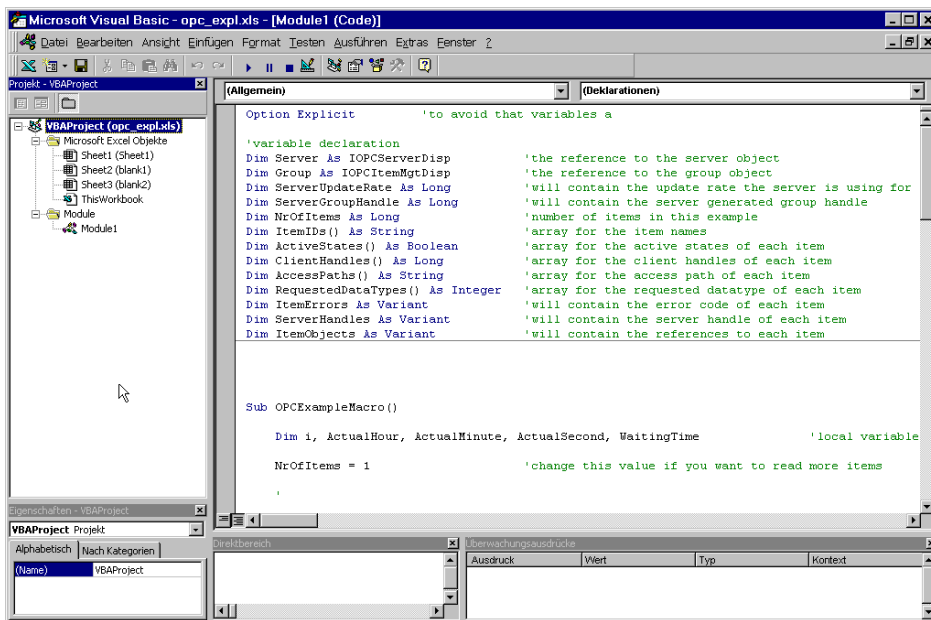 Microsoft Visual Basic - opc_expl.xls - [Module1 (Code)]
Datei Bearbeiten Ansicht Einfügen Format Testen Ausführen Extras Fenster ?
Projekt - VBAProject
VBAProject (opc_expl.xls)
Microsoft Excel Objekte
Sheet1 (Sheet1)
Sheet2 (blank1)
Sheet3 (blank2)
ThisWorkbook
Module
Module1
Eigenschaften - VBAProject
VBAProject Projekt
Alphabetisch Nach Kategorien
(Name) VBAProject
(Allgemein) (Deklarationen)
Option Explicit 'to avoid that variables a
'variable declaration
Dim Server As IOPCServerDisp 'the reference to the server object
Dim Group As IOPCItemMgtDisp 'the reference to the group object
Dim ServerUpdateRate As Long 'will contain the update rate the server is using for
Dim ServerGroupHandle As Long 'will contain the server generated group handle
Dim NrOfItems As Long 'number of items in this example
Dim ItemIDs() As String 'array for the item names
Dim ActiveStates() As Boolean 'array for the active states of each item
Dim ClientHandles() As Long 'array for the client handles of each item
Dim AccessPaths() As String 'array for the access path of each item
Dim RequestedDataTypes() As Integer 'array for the requested datatype of each item
Dim ItemErrors As Variant 'will contain the error code of each item
Dim ServerHandles As Variant 'will contain the server handle of each item
Dim ItemObjects As Variant 'will contain the references to each item
Sub OPCExampleMacro()
Dim i, ActualHour, ActualMinute, ActualSecond, WaitingTime 'local variable
NrOfItems = 1 'change this value if you want to read more items
'
Direktbereich
Überwachungsausdrücke
Ausdruck Wert Typ Kontext